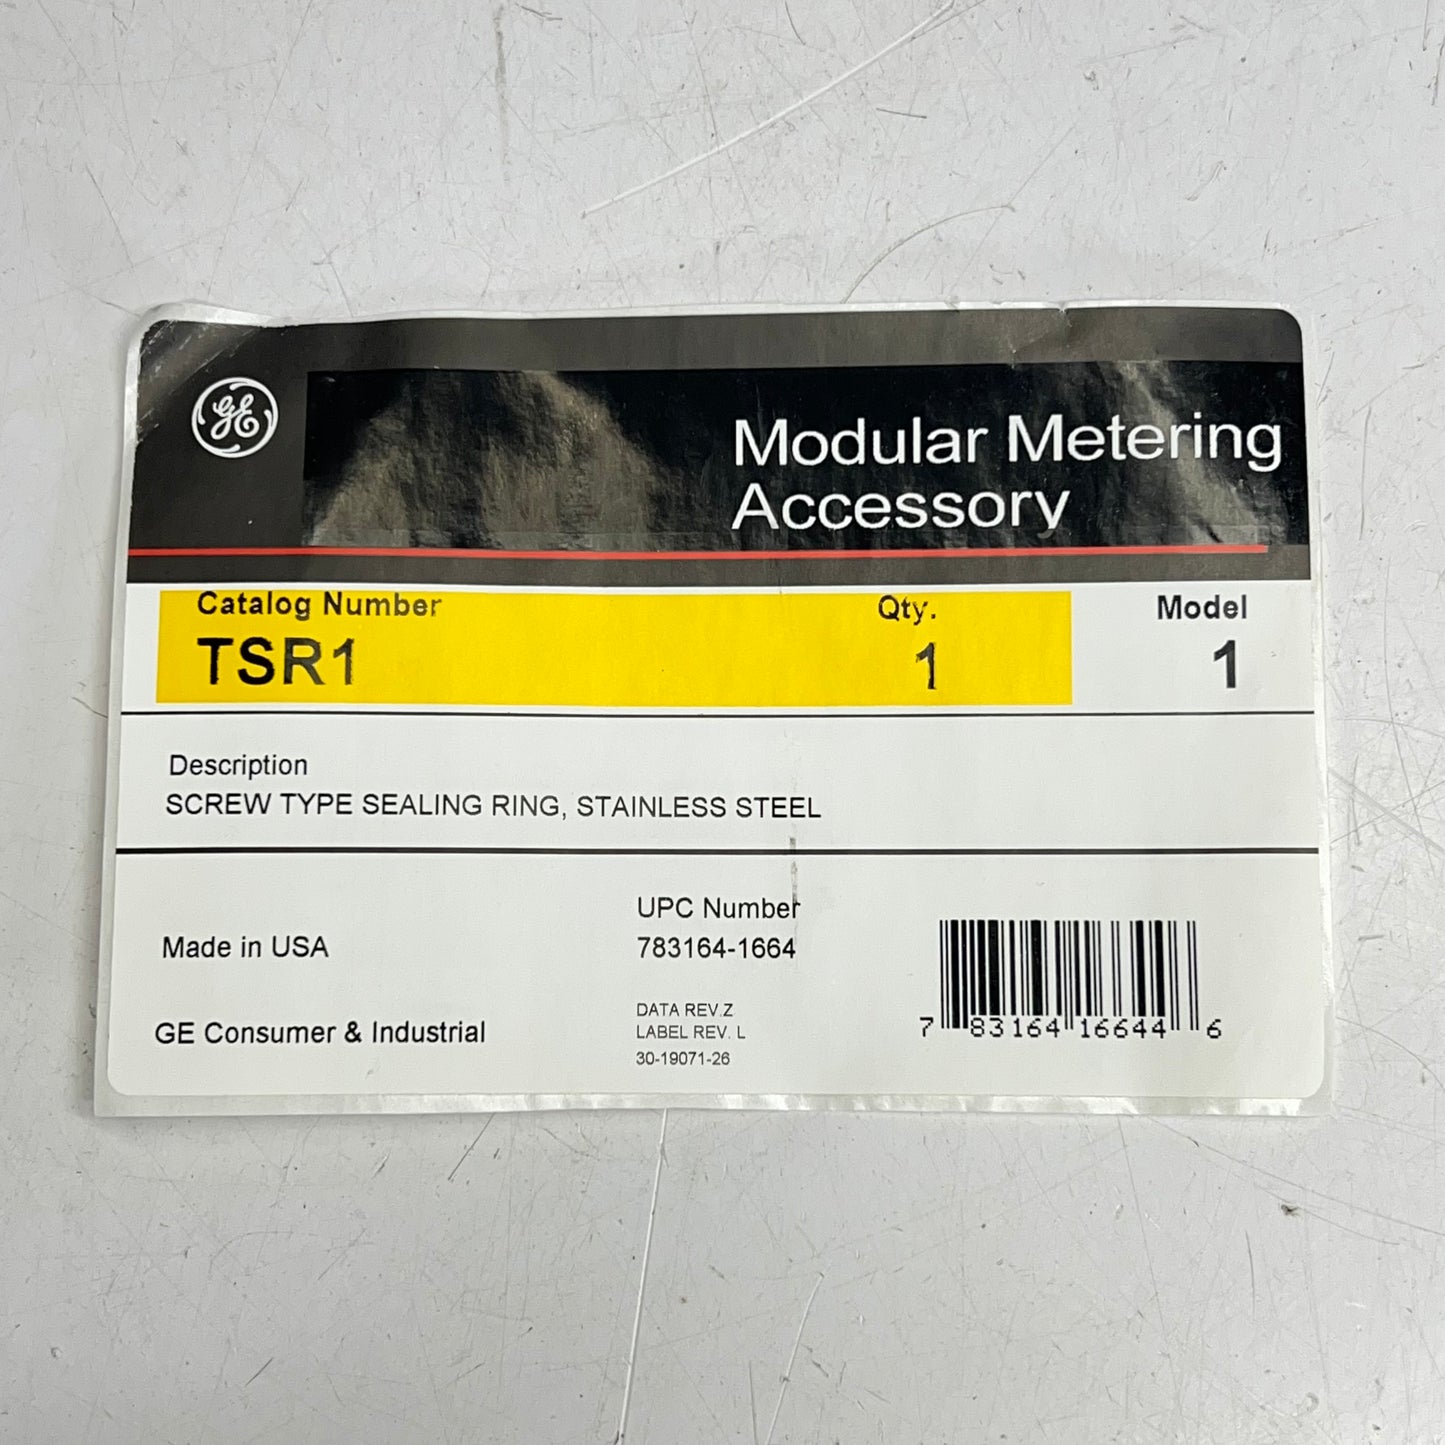 GE
Modular Metering
Accessory
Catalog Number Qty. Model
TSR1 1 1
Description
SCREW TYPE SEALING RING, STAINLESS STEEL
UPC Number
Made in USA 783164-1664
DATA REV.Z
GE Consumer & Industrial LABEL REV. L
30-19071-26
7 83164 16644 6